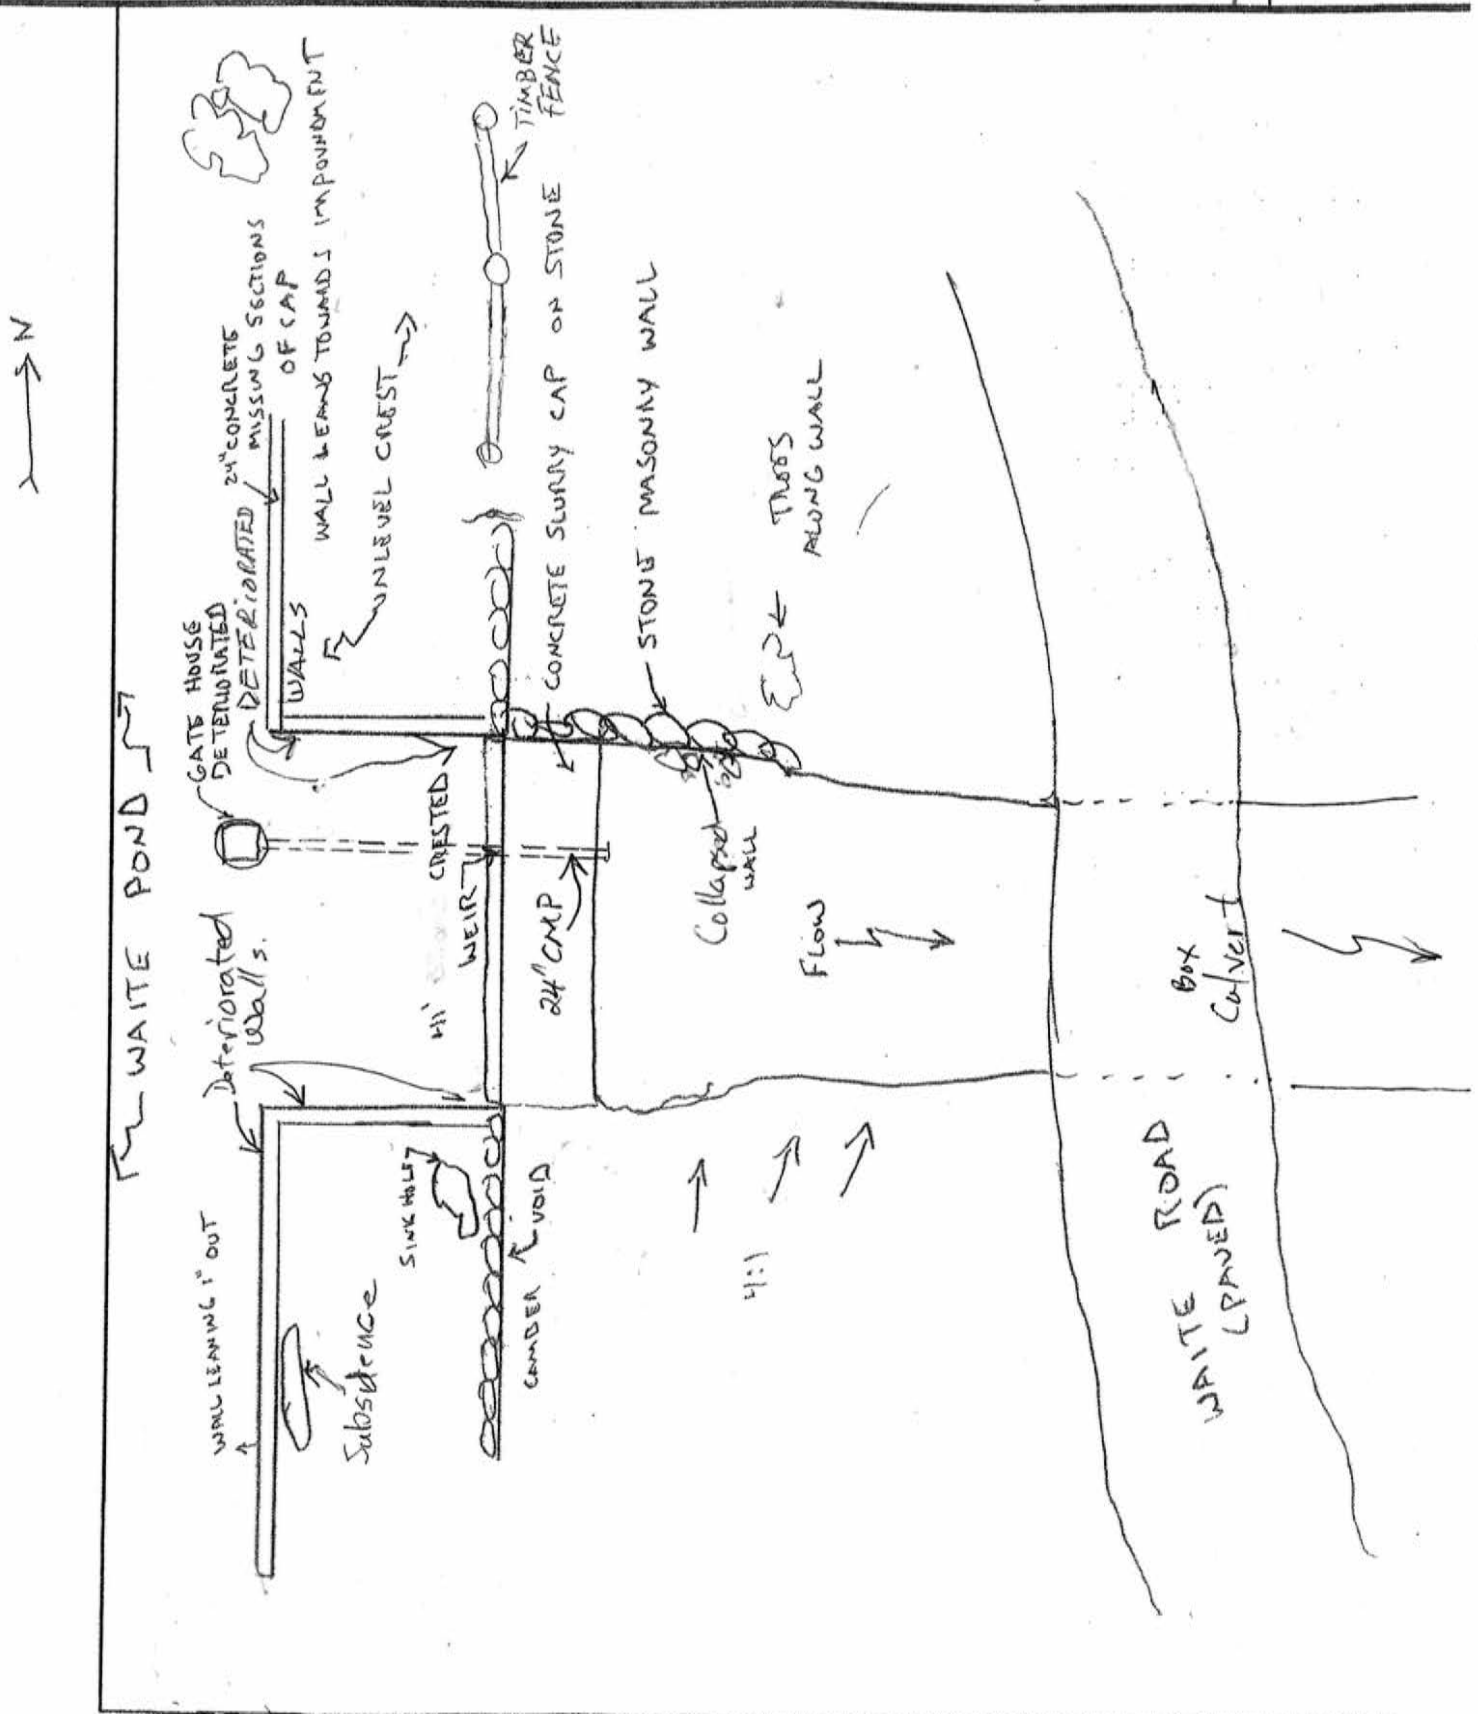 N
WAITE POND
GATE HOUSE
DETERIORATED
DETERIORATED
WALLS
24" CONCRETE
MISSING SECTIONS
OF CAP
WALL LEANS TOWARDS IMPOUNDMENT
UNLEVEL CREST
TIMBER
FENCE
Deteriorated
Walls.
WALL LEANING 1" OUT
Subsidence
SINK HOLE
CRESTED
WEIR
24" CMP
CONCRETE SLURRY CAP ON STONE
STONE MASONRY WALL
TREES
ALONG WALL
Collapsed
WALL
VOID
CAMBER
FLOW
4:1
BOX
Culvert
WAITE ROAD
(PAVED)